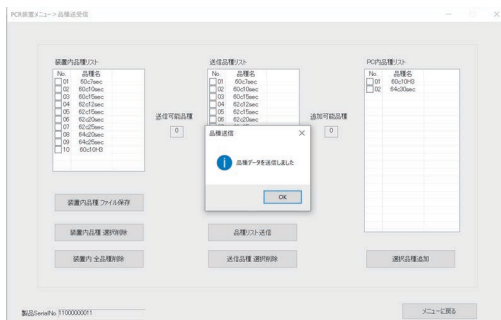 PCR装置メニュー > 品種送受信
装置内品種リスト
No. 品種名
01 60c7sec
02 60c10sec
03 60c15sec
04 62c12sec
05 62c15sec
06 62c20sec
07 62c25sec
08 64c20sec
09 64c25sec
10 60c10H3
装置内品種 ファイル保存
装置内品種 選択削除
装置内 全品種削除
送信可能品種
0
送信品種リスト
No. 品種名
01 60c7sec
02 60c10sec
03 60c15sec
04 62c12sec
05 62c15sec
06 62c20sec
品種送信
品種データを送信しました
OK
品種リスト送信
送信品種 選択削除
追加可能品種
0
PC内品種リスト
No. 品種名
01 60c10H3
02 64c30sec
選択品種追加
製品SerialNo 11000000011
メニューに戻る